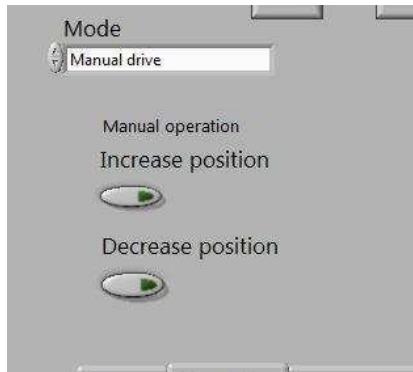 Mode
Manual drive
Manual operation
Increase position
Decrease position